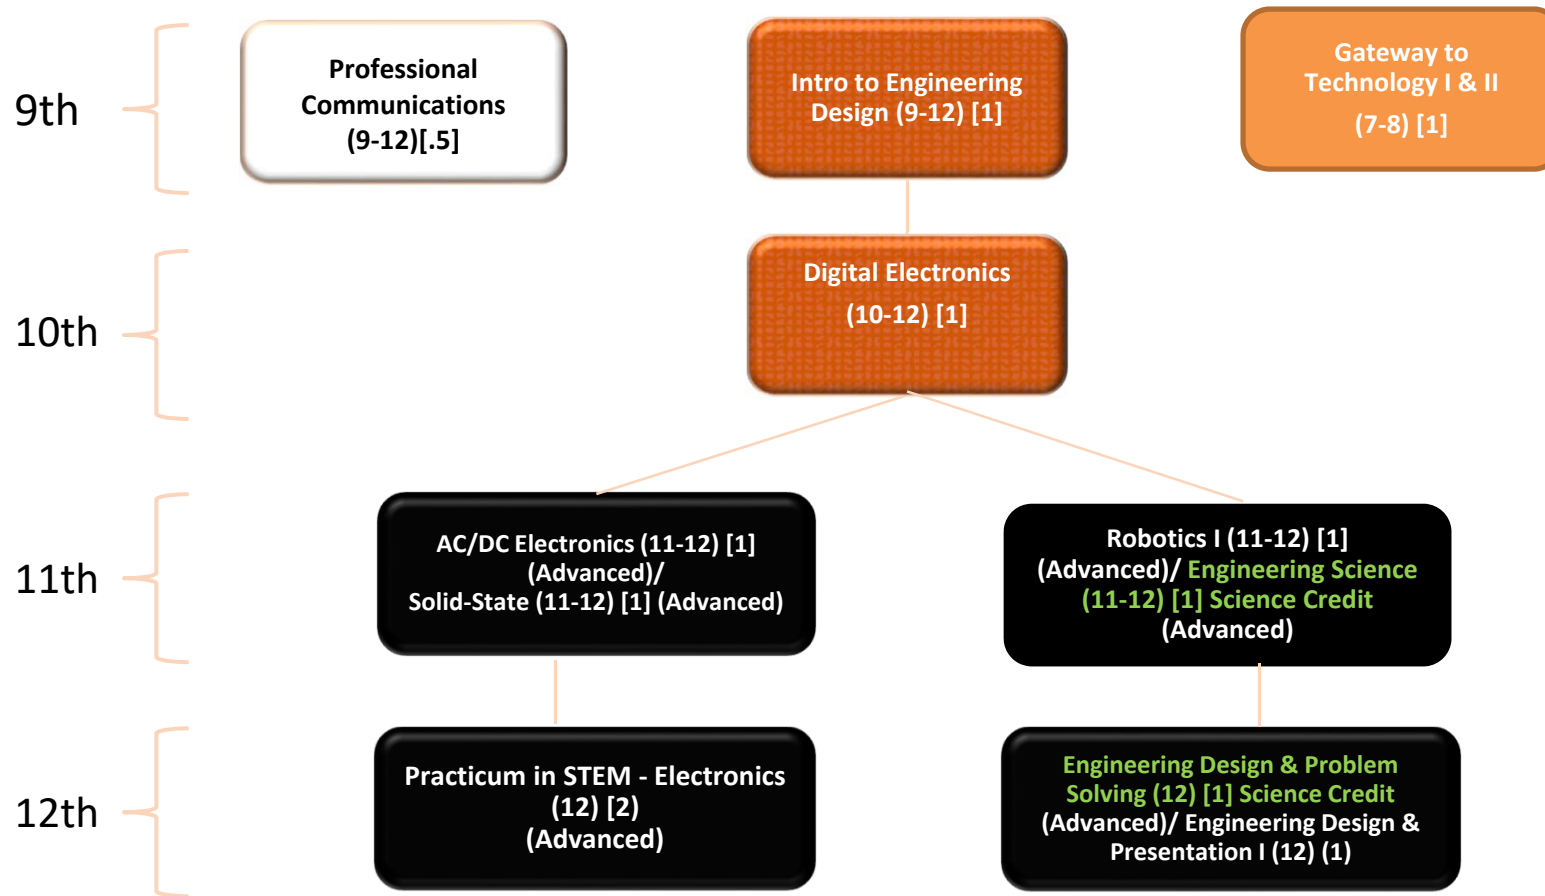 9th
Professional
Communications
(9-12)[.5]
Intro to Engineering
Design (9-12) [1]
Gateway to
Technology I & II
(7-8) [1]
10th
Digital Electronics
(10-12) [1]
11th
AC/DC Electronics (11-12) [1]
(Advanced)/
Solid-State (11-12) [1] (Advanced)
Robotics I (11-12) [1]
(Advanced)/ Engineering Science
(11-12) [1] Science Credit
(Advanced)
12th
Practicum in STEM - Electronics
(12) [2]
(Advanced)
Engineering Design & Problem
Solving (12) [1] Science Credit
(Advanced)/ Engineering Design &
Presentation I (12) (1)